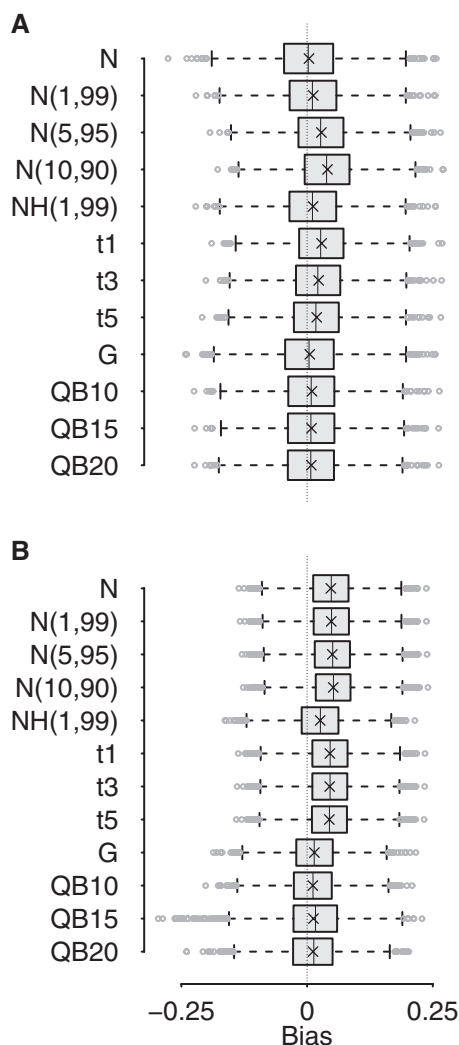 A
N
N(1,99)
N(5,95)
N(10,90)
NH(1,99)
t1
t3
t5
G
QB10
QB15
QB20
B
N
N(1,99)
N(5,95)
N(10,90)
NH(1,99)
t1
t3
t5
G
QB10
QB15
QB20
−0.25 0 0.25
Bias